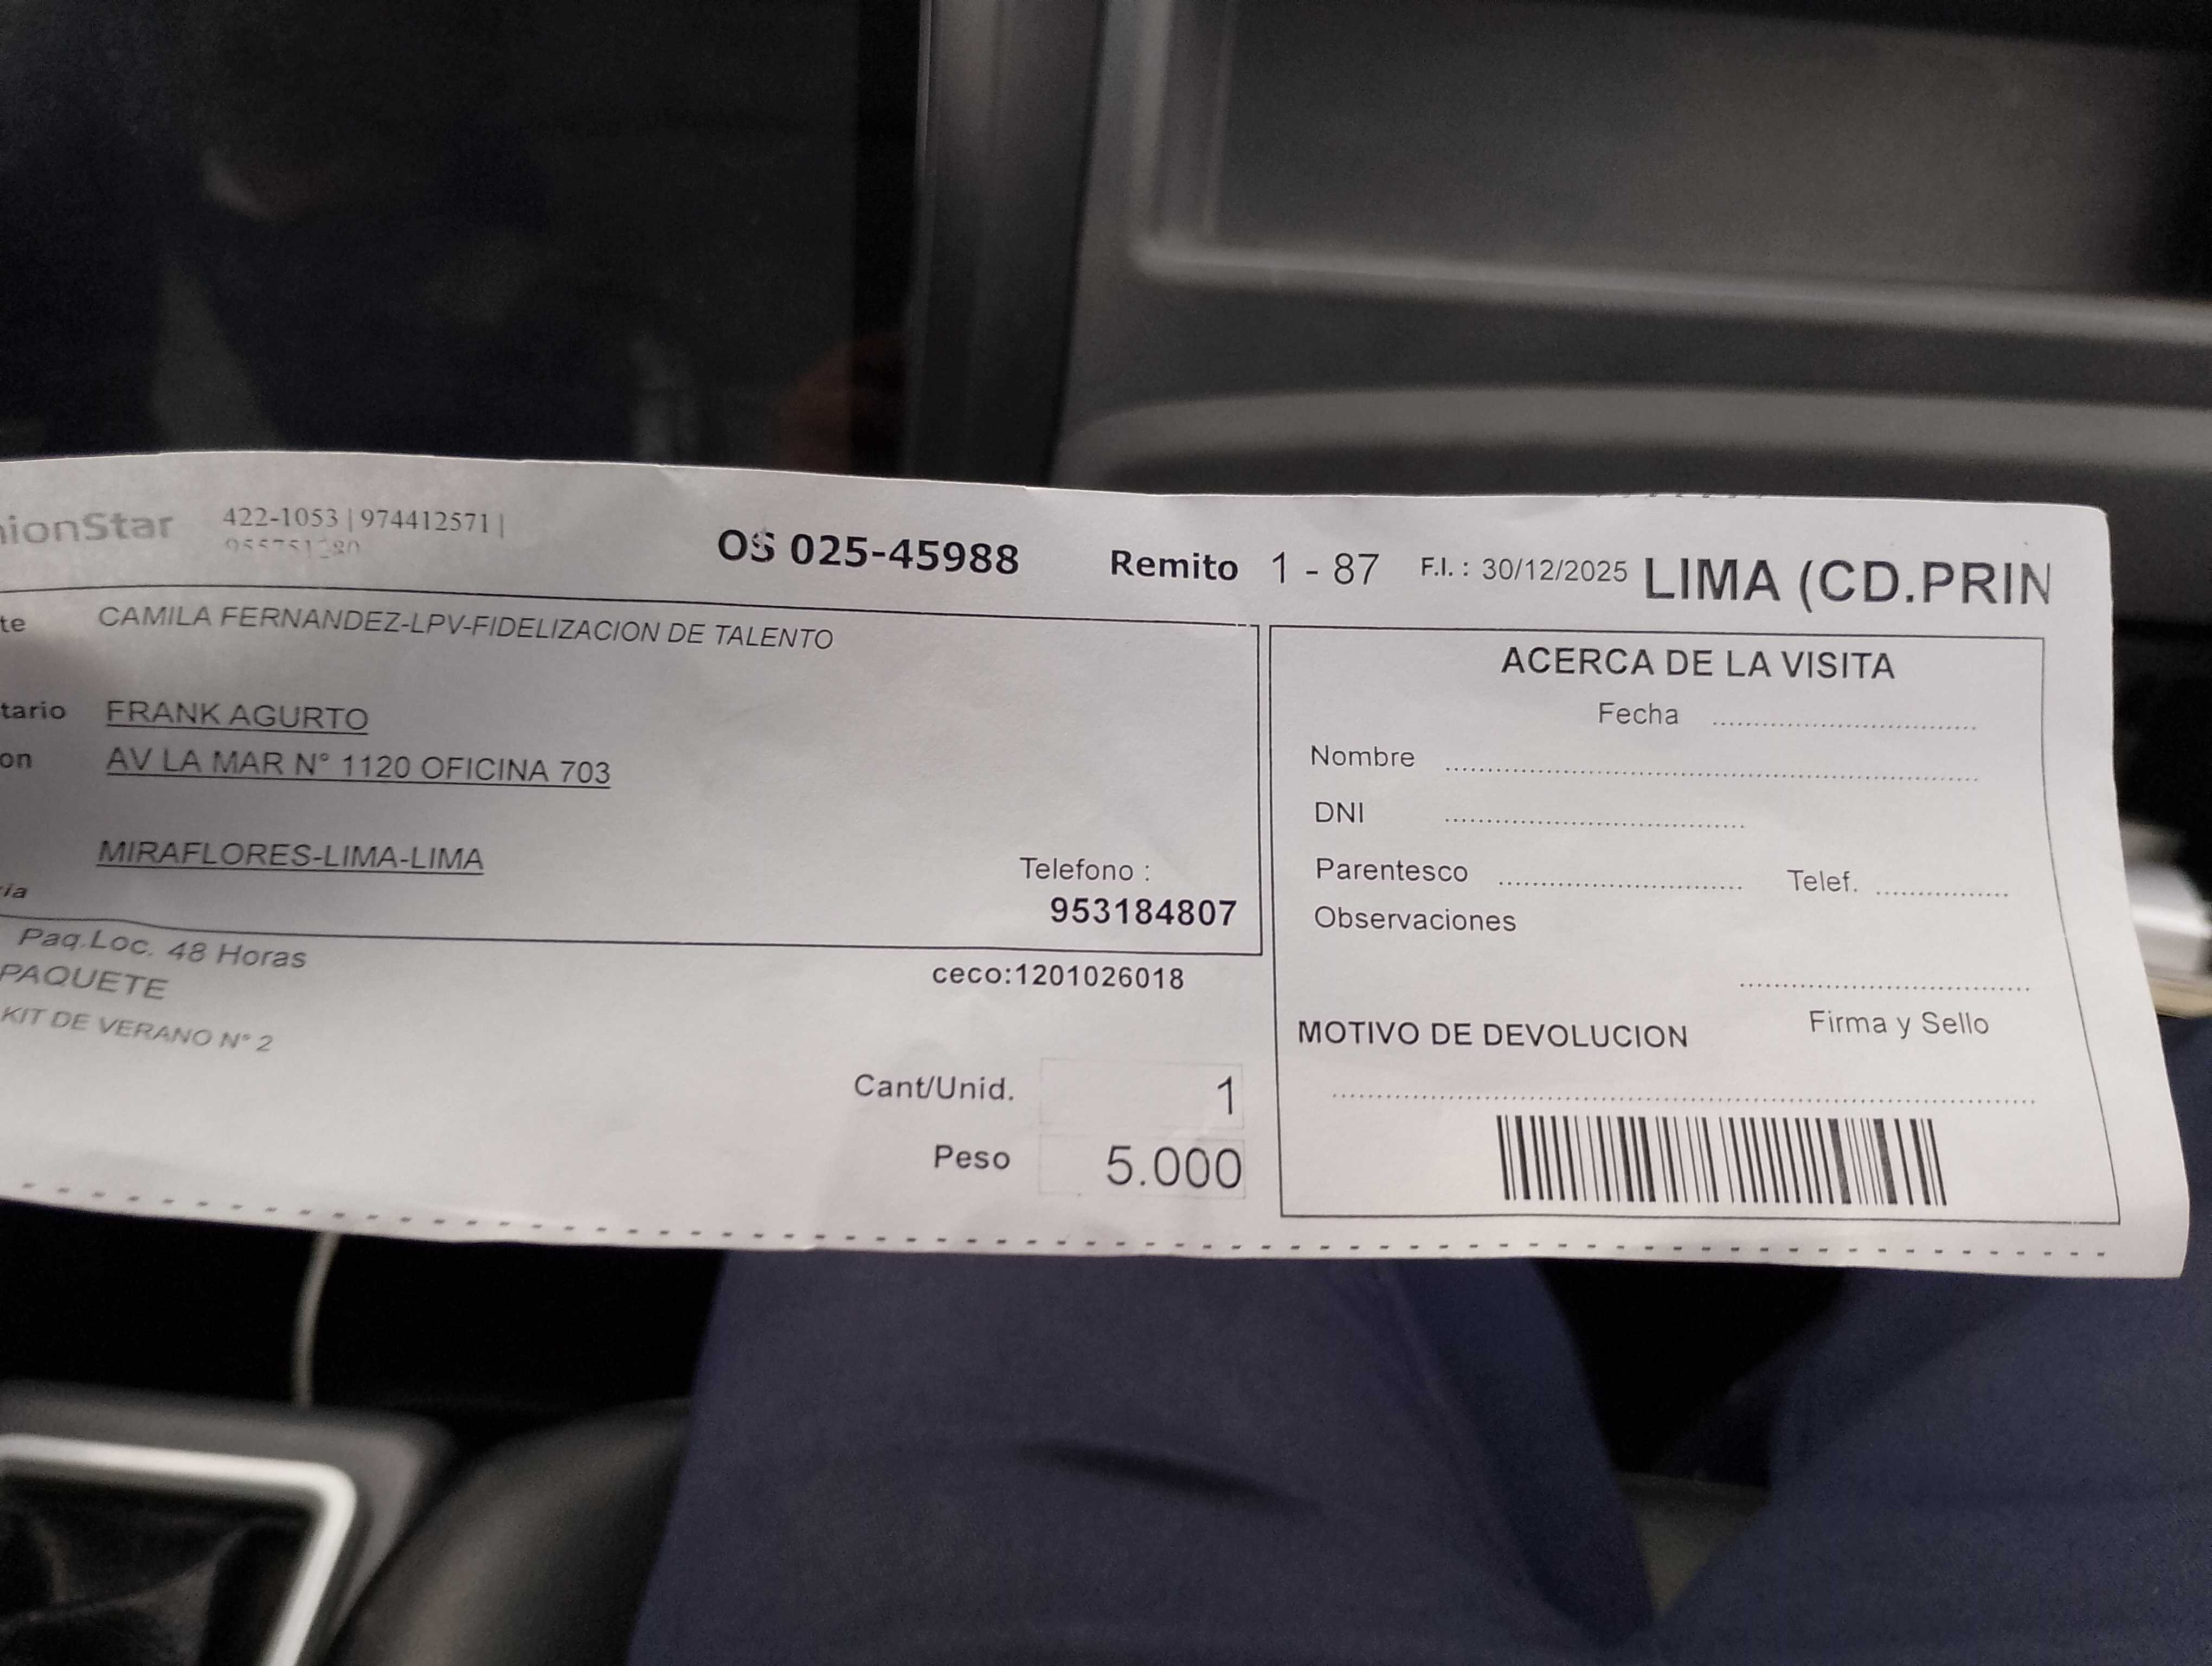 nionStar
422-1053 | 974412571 |
955751280
OS 025-45988 Remito 1 - 87 F.I. : 30/12/2025 LIMA (CD.PRIN
te CAMILA FERNANDEZ-LPV-FIDELIZACION DE TALENTO
tario FRANK AGURTO
on AV LA MAR N° 1120 OFICINA 703
MIRAFLORES-LIMA-LIMA
ia
Telefono :
953184807
Paq.Loc. 48 Horas
PAQUETE
KIT DE VERANO N° 2
ceco:1201026018
Cant/Unid. 1
Peso 5.000
ACERCA DE LA VISITA
Fecha
Nombre
DNI
Parentesco Telef.
Observaciones
Firma y Sello
MOTIVO DE DEVOLUCION